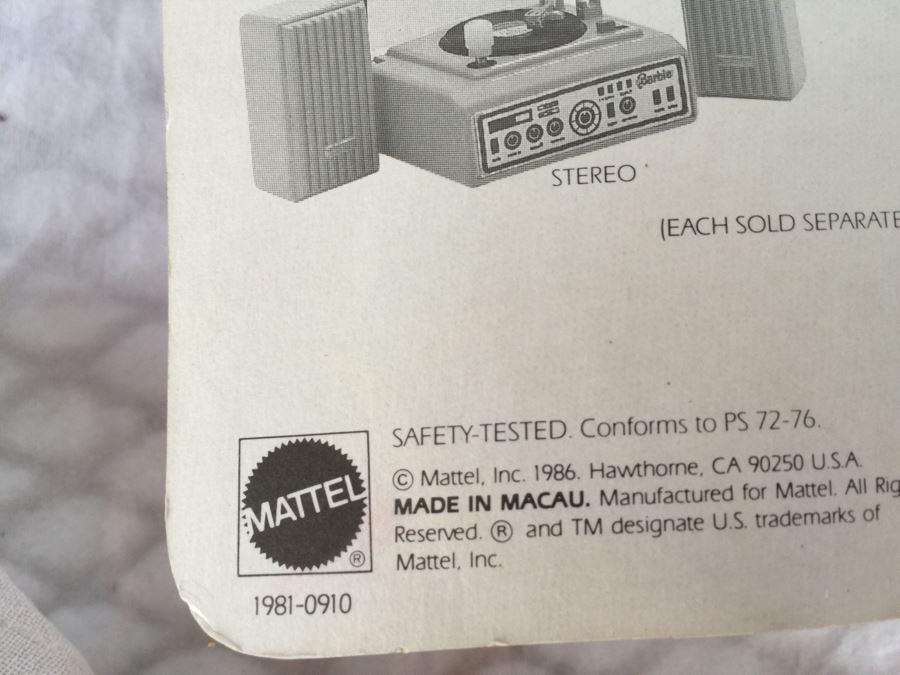 Barbie
STEREO
(EACH SOLD SEPARATE
SAFETY-TESTED. Conforms to PS 72-76.
© Mattel, Inc. 1986. Hawthorne, CA 90250 U.S.A.
MADE IN MACAU. Manufactured for Mattel. All Rig
Reserved. ® and TM designate U.S. trademarks of
Mattel, Inc.
MATTEL
®
1981-0910